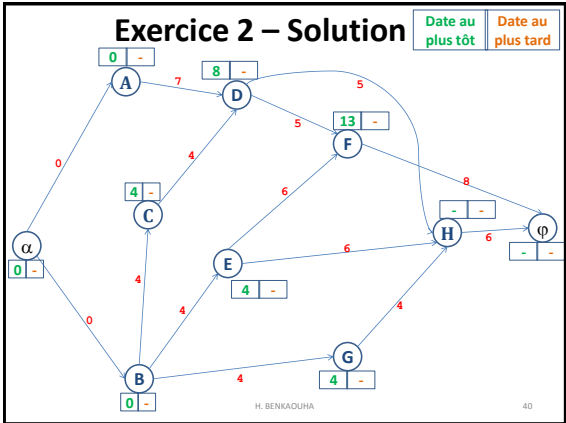 Exercice 2 – Solution
Date au plus tôt
Date au plus tard
0 -
A
7
8 -
D
5
5
13 -
F
0
4
8
4 -
C
6
- -
H
6
φ
- -
α
0 -
E
4 -
6
4
4
0
4
G
4 -
4
B
0 -
H. BENKAOUHA
40